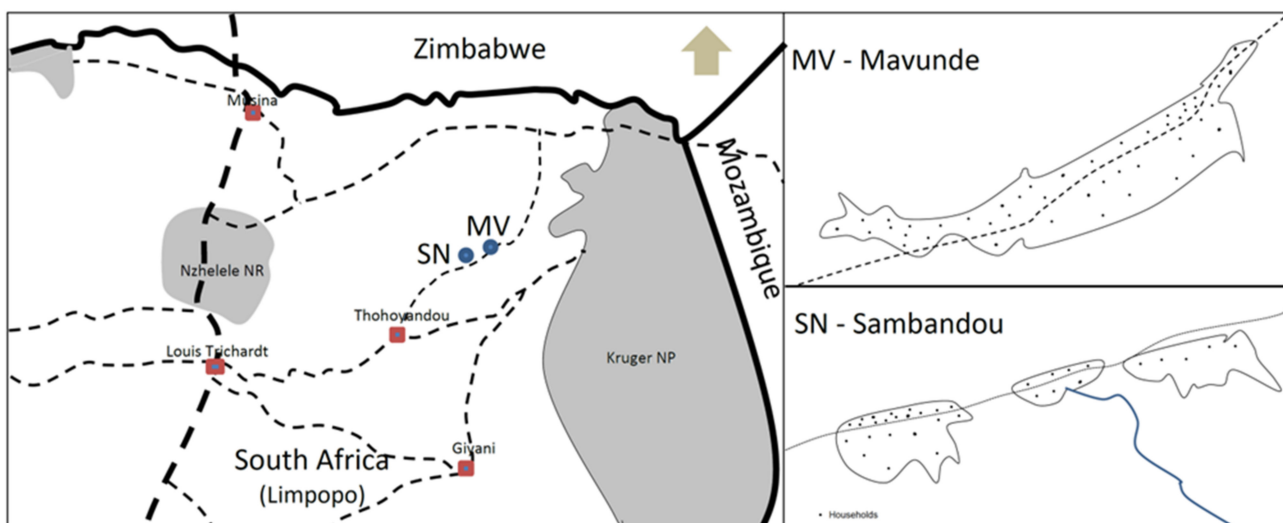 Zimbabwe
Musina
Mozambique
MV
SN
Nzhelele NR
Thohoyandou
Louis Trichardt
Kruger NP
Giyani
South Africa
(Limpopo)
MV - Mavunde
SN - Sambandou
Households